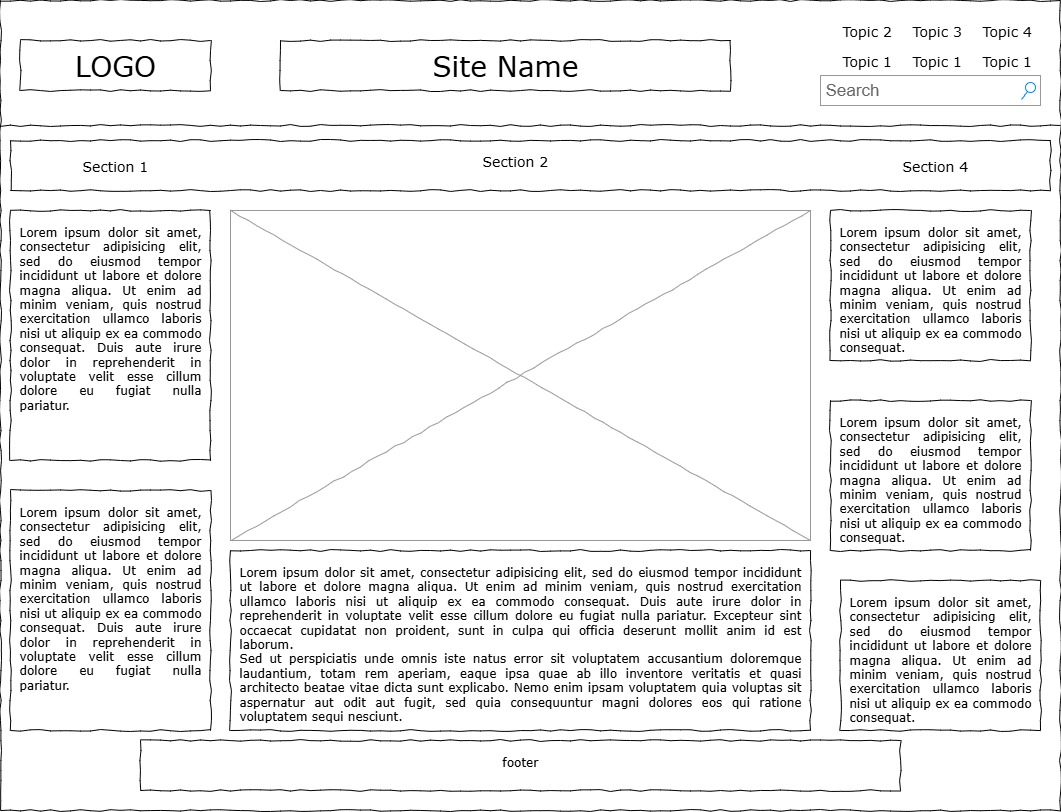 LOGO
Site Name
Topic 2 Topic 3 Topic 4
Topic 1 Topic 1 Topic 1
Search
Section 1
Section 2
Section 4
Lorem ipsum dolor sit amet,
consectetur adipisicing elit,
sed do eiusmod tempor
incididunt ut labore et dolore
magna aliqua. Ut enim ad
minim veniam, quis nostrud
exercitation ullamco laboris
nisi ut aliquip ex ea commodo
consequat. Duis aute irure
dolor in reprehenderit in
voluptate velit esse cillum
dolore eu fugiat nulla
pariatur.
Lorem ipsum dolor sit amet,
consectetur adipisicing elit,
sed do eiusmod tempor
incididunt ut labore et dolore
magna aliqua. Ut enim ad
minim veniam, quis nostrud
exercitation ullamco laboris
nisi ut aliquip ex ea commodo
consequat. Duis aute irure
dolor in reprehenderit in
voluptate velit esse cillum
dolore eu fugiat nulla
pariatur.
Lorem ipsum dolor sit amet, consectetur adipisicing elit, sed do eiusmod tempor incididunt
ut labore et dolore magna aliqua. Ut enim ad minim veniam, quis nostrud exercitation
ullamco laboris nisi ut aliquip ex ea commodo consequat. Duis aute irure dolor in
reprehenderit in voluptate velit esse cillum dolore eu fugiat nulla pariatur. Excepteur sint
occaecat cupidatat non proident, sunt in culpa qui officia deserunt mollit anim id est
laborum.
Sed ut perspiciatis unde omnis iste natus error sit voluptatem accusantium doloremque
laudantium, totam rem aperiam, eaque ipsa quae ab illo inventore veritatis et quasi
architecto beatae vitae dicta sunt explicabo. Nemo enim ipsam voluptatem quia voluptas sit
aspernatur aut odit aut fugit, sed quia consequuntur magni dolores eos qui ratione
voluptatem sequi nesciunt.
Lorem ipsum dolor sit amet,
consectetur adipisicing elit,
sed do eiusmod tempor
incididunt ut labore et dolore
magna aliqua. Ut enim ad
minim veniam, quis nostrud
exercitation ullamco laboris
nisi ut aliquip ex ea commodo
consequat.
Lorem ipsum dolor sit amet,
consectetur adipisicing elit,
sed do eiusmod tempor
incididunt ut labore et dolore
magna aliqua. Ut enim ad
minim veniam, quis nostrud
exercitation ullamco laboris
nisi ut aliquip ex ea commodo
consequat.
Lorem ipsum dolor sit amet,
consectetur adipisicing elit,
sed do eiusmod tempor
incididunt ut labore et dolore
magna aliqua. Ut enim ad
minim veniam, quis nostrud
exercitation ullamco laboris
nisi ut aliquip ex ea commodo
consequat.
footer